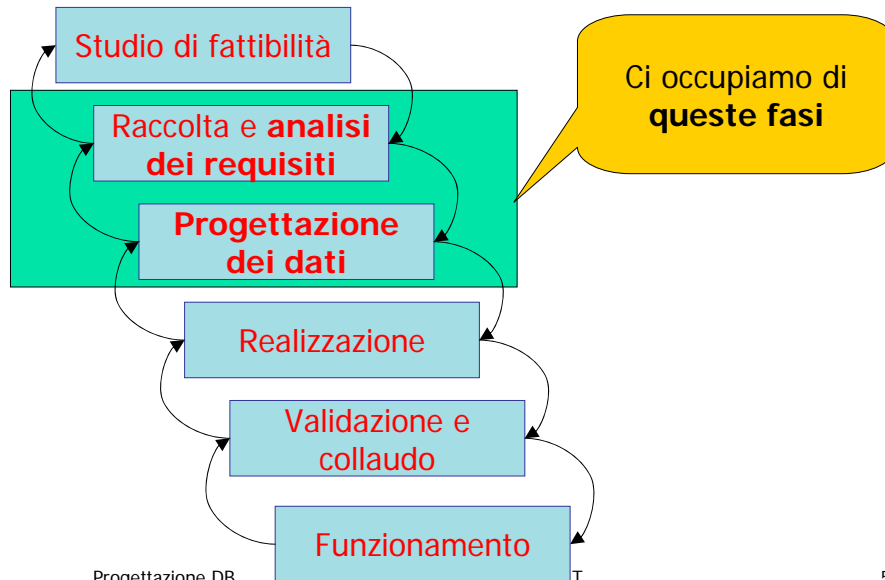 Studio di fattibilità
Ci occupiamo di
queste fasi
Raccolta e analisi
dei requisiti
Progettazione
dei dati
Realizzazione
Validazione e
collaudo
Funzionamento
Progettazione DB